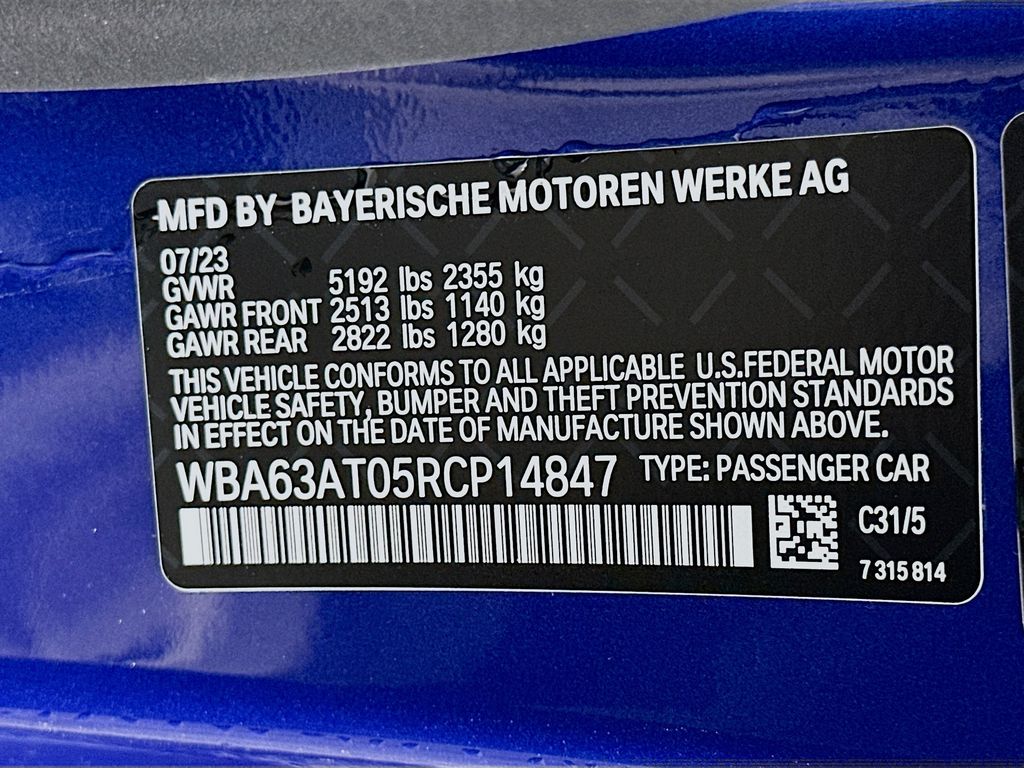 MFD BY BAYERISCHE MOTOREN WERKE AG
07/23
GVWR 5192 lbs 2355 kg
GAWR FRONT 2513 lbs 1140 kg
GAWR REAR 2822 lbs 1280 kg
THIS VEHICLE CONFORMS TO ALL APPLICABLE U.S.FEDERAL MOTOR
VEHICLE SAFETY, BUMPER AND THEFT PREVENTION STANDARDS
IN EFFECT ON THE DATE OF MANUFACTURE SHOWN ABOVE.
WBA63AT05RCP14847 TYPE: PASSENGER CAR
C31/5
7 315 814